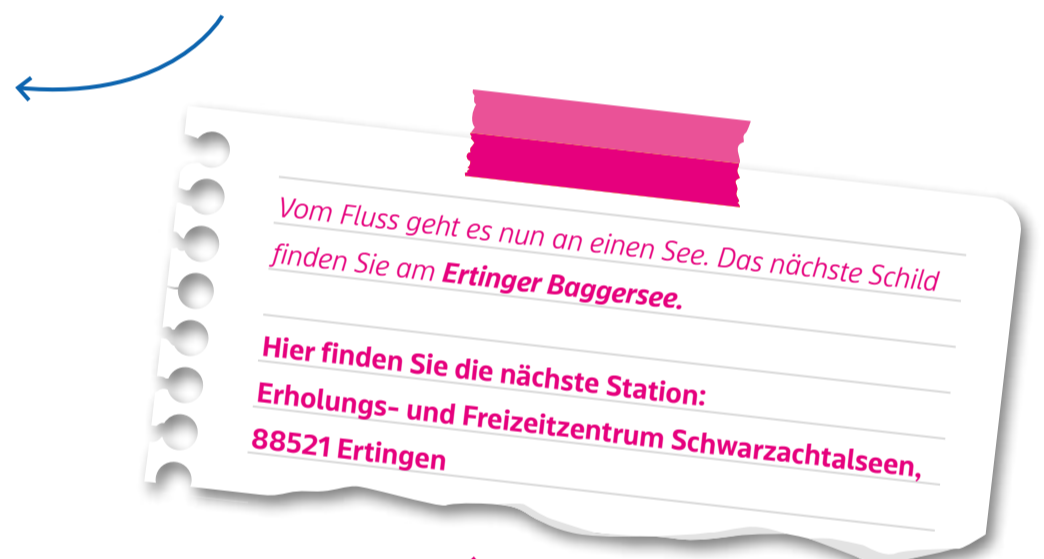 Vom Fluss geht es nun an einen See. Das nächste Schild
finden Sie am Ertinger Baggersee.
Hier finden Sie die nächste Station:
Erholungs- und Freizeitzentrum Schwarzachtalseen,
88521 Ertingen